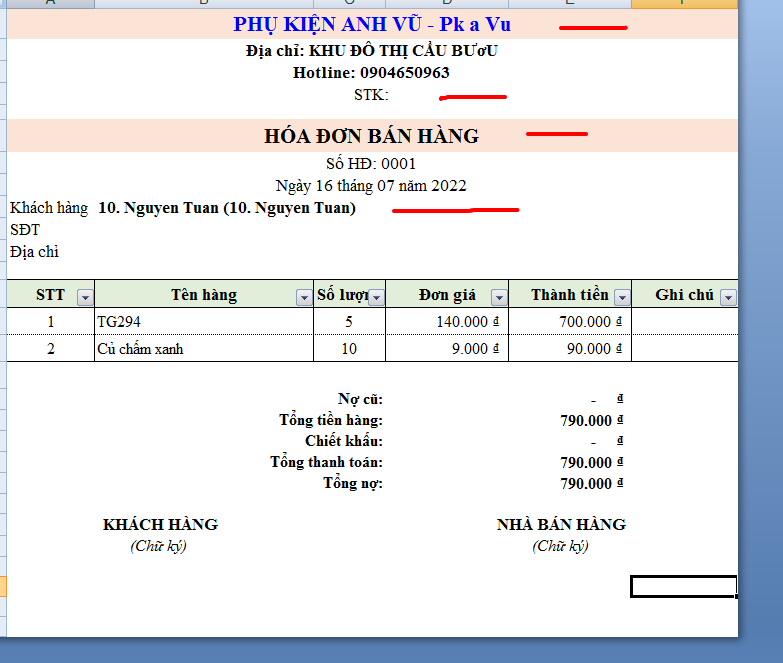 PHỤ KIỆN ANH VŨ - Pk a Vu
Địa chỉ: KHU ĐÔ THỊ CẦU BƯơU
Hotline: 0904650963
STK:
HÓA ĐƠN BÁN HÀNG
Số HĐ: 0001
Ngày 16 tháng 07 năm 2022
Khách hàng 10. Nguyen Tuan (10. Nguyen Tuan)
SĐT
Địa chỉ
STT Tên hàng Số lượn Đơn giá Thành tiền Ghi chú
1 TG294 5 140.000 ₫ 700.000 ₫
2 Củ chấm xanh 10 9.000 ₫ 90.000 ₫
Nợ cũ: - ₫
Tổng tiền hàng: 790.000 ₫
Chiết khấu: - ₫
Tổng thanh toán: 790.000 ₫
Tổng nợ: 790.000 ₫
KHÁCH HÀNG NHÀ BÁN HÀNG
(Chữ ký) (Chữ ký)